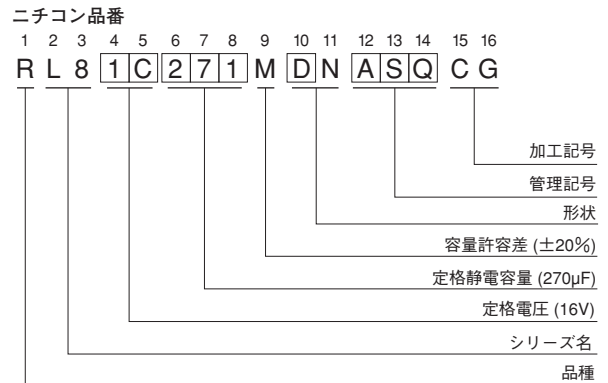 ニチコン品番
1 2 3 4 5 6 7 8 9 10 11 12 13 14 15 16
R L 8 1 C 2 7 1 M D N A S Q C G
加工記号
管理記号
形状
容量許容差 (±20%)
定格静電容量 (270µF)
定格電圧 (16V)
シリーズ名
品種